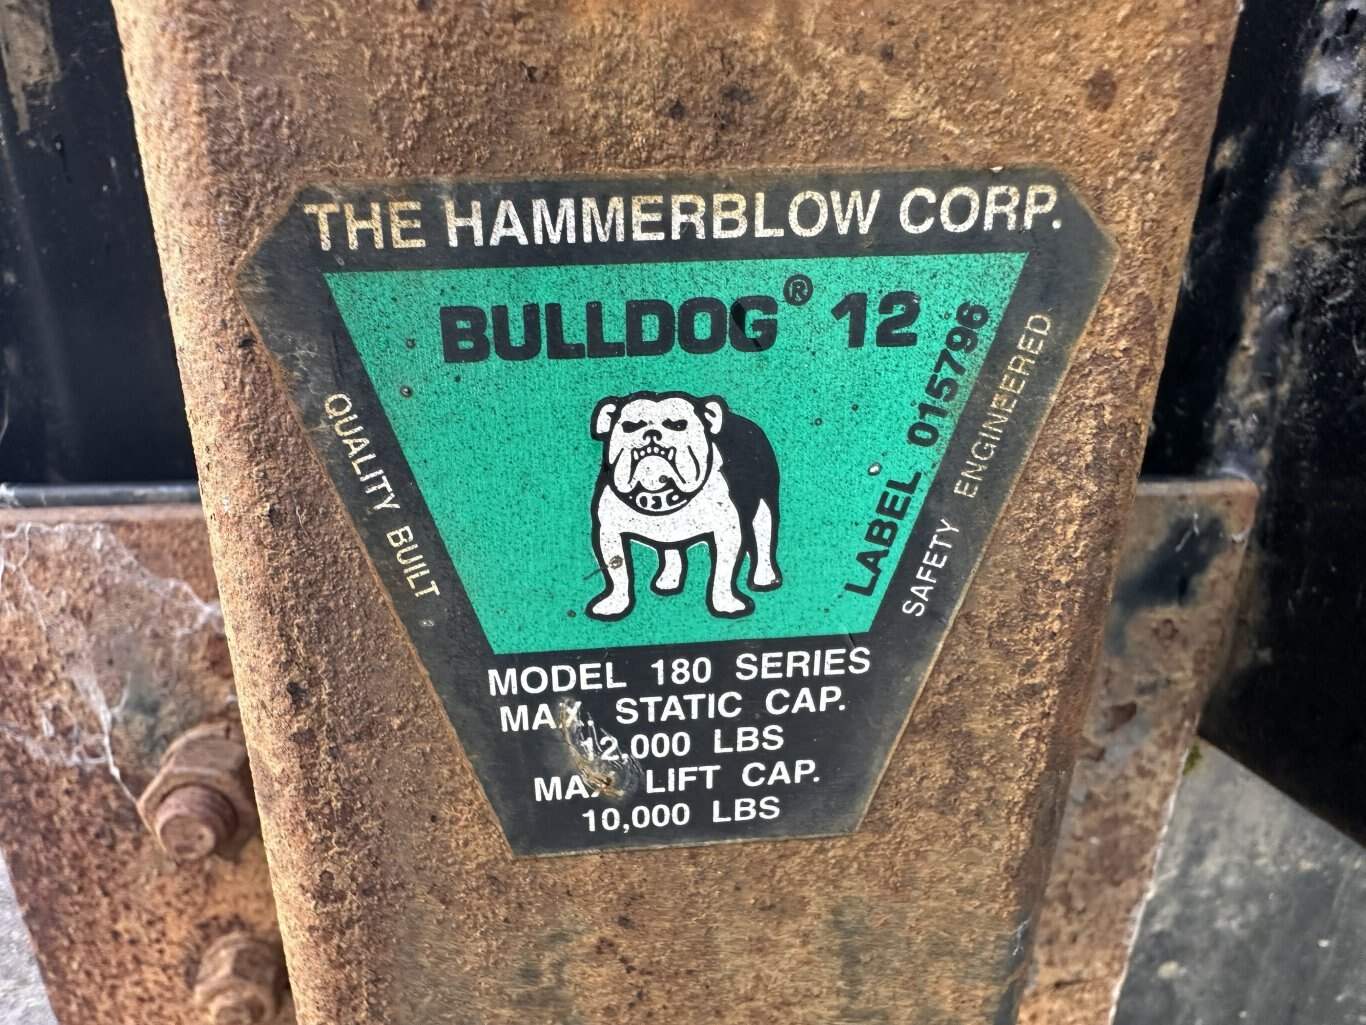 THE HAMMERBLOW CORP.
BULLDOG® 12
QUALITY BUILT
LABEL 015796
SAFETY ENGINEERED
MODEL 180 SERIES
MAX. STATIC CAP.
12,000 LBS
MAX. LIFT CAP.
10,000 LBS